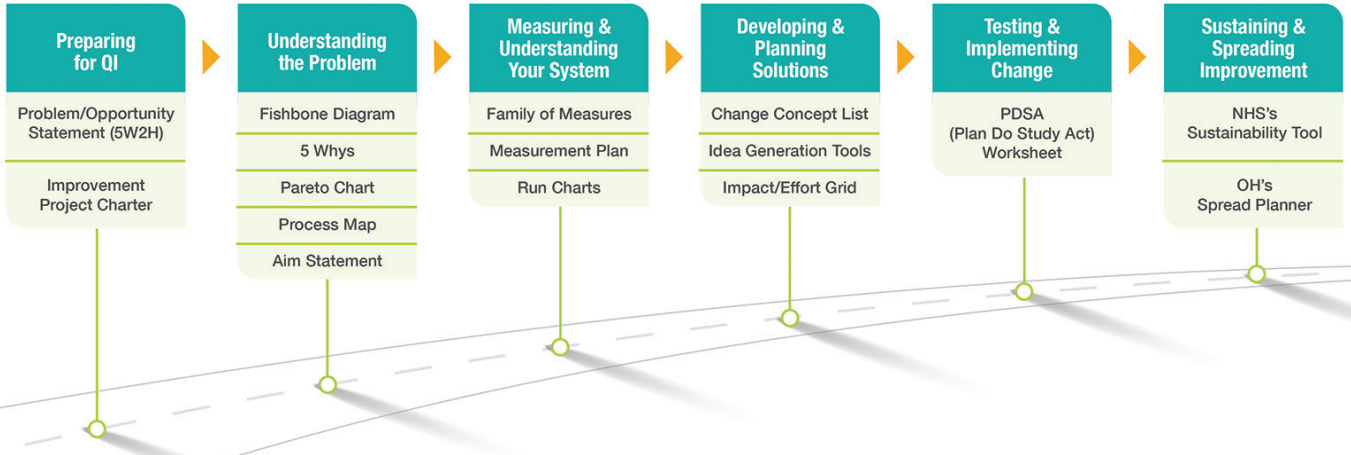 Preparing
for QI
Problem/Opportunity
Statement (5W2H)
Improvement
Project Charter
Understanding
the Problem
Fishbone Diagram
5 Whys
Pareto Chart
Process Map
Aim Statement
Measuring &
Understanding
Your System
Family of Measures
Measurement Plan
Run Charts
Developing &
Planning
Solutions
Change Concept List
Idea Generation Tools
Impact/Effort Grid
Testing &
Implementing
Change
PDSA
(Plan Do Study Act)
Worksheet
Sustaining &
Spreading
Improvement
NHS's
Sustainability Tool
OH's
Spread Planner